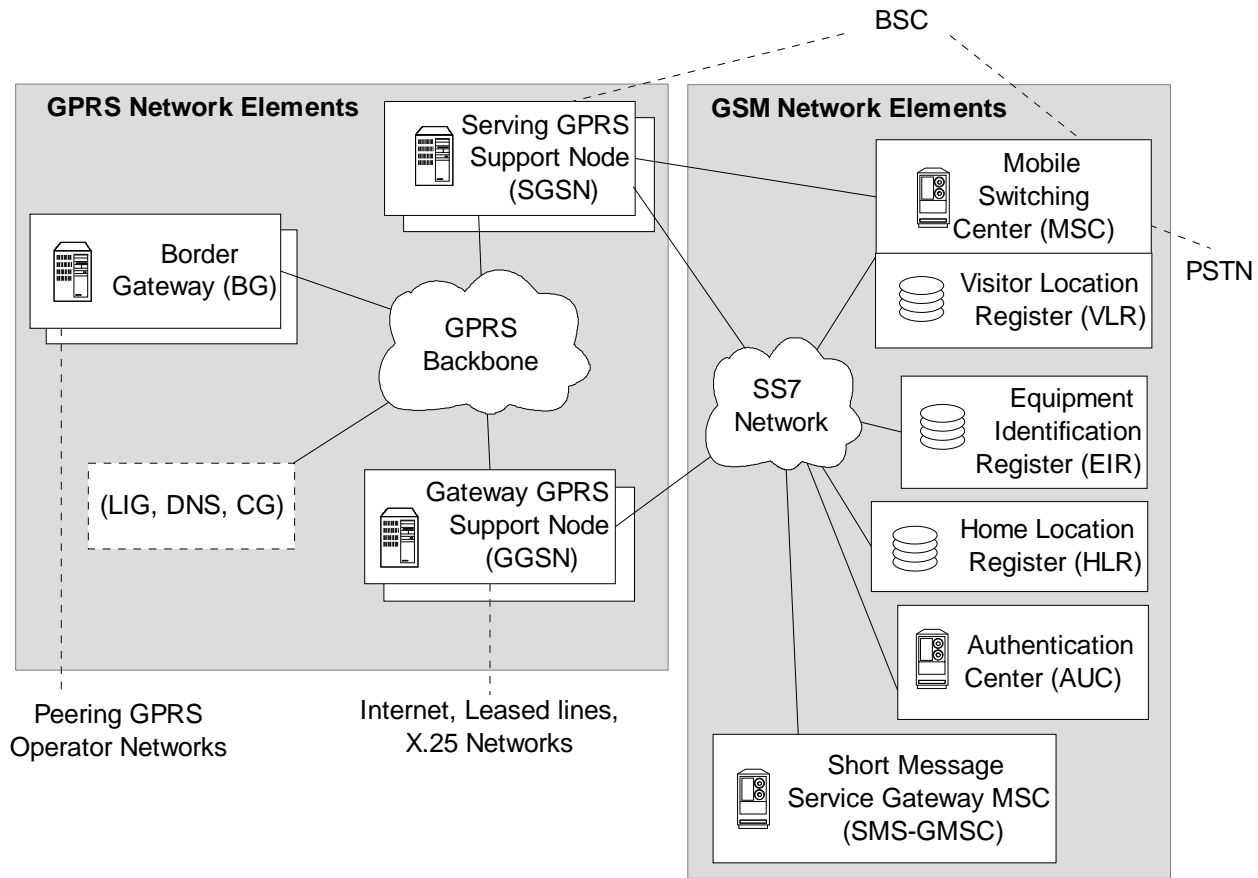 BSC
GPRS Network Elements
Serving GPRS
Support Node
(SGSN)
Border
Gateway (BG)
GPRS
Backbone
(LIG, DNS, CG)
Gateway GPRS
Support Node
(GGSN)
Peering GPRS
Operator Networks
Internet, Leased lines,
X.25 Networks
GSM Network Elements
Mobile
Switching
Center (MSC)
Visitor Location
Register (VLR)
PSTN
SS7
Network
Equipment
Identification
Register (EIR)
Home Location
Register (HLR)
Authentication
Center (AUC)
Short Message
Service Gateway MSC
(SMS-GMSC)